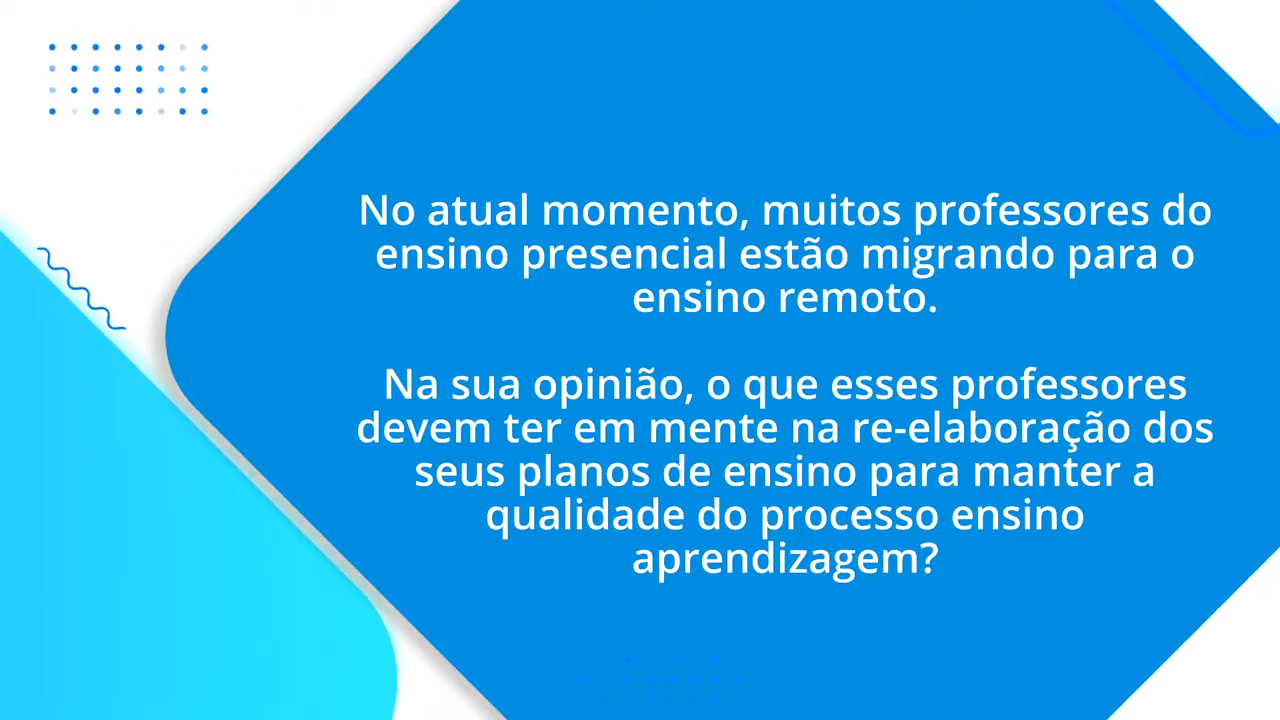 No atual momento, muitos professores do
ensino presencial estão migrando para o
ensino remoto.
Na sua opinião, o que esses professores
devem ter em mente na re-elaboração dos
seus planos de ensino para manter a
qualidade do processo ensino
aprendizagem?